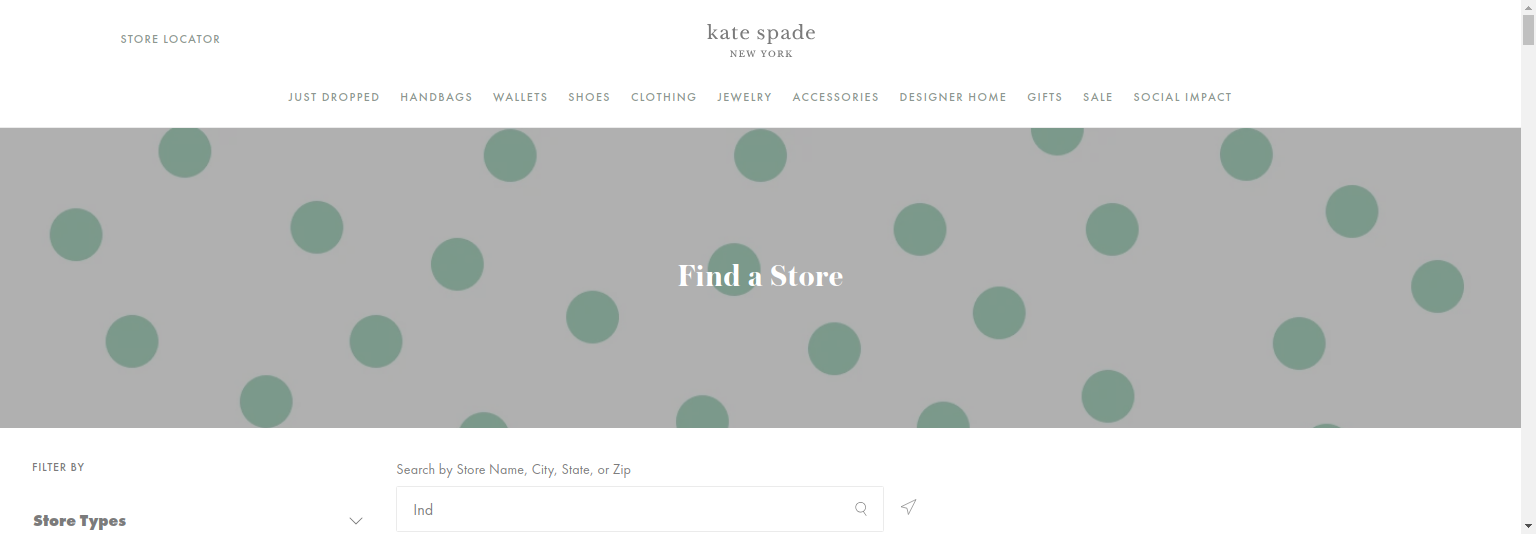 STORE LOCATOR
kate spade
NEW YORK
JUST DROPPED HANDBAGS WALLETS SHOES CLOTHING JEWELRY ACCESSORIES DESIGNER HOME GIFTS SALE SOCIAL IMPACT
Find a Store
FILTER BY
Search by Store Name, City, State, or Zip
Ind
Store Types